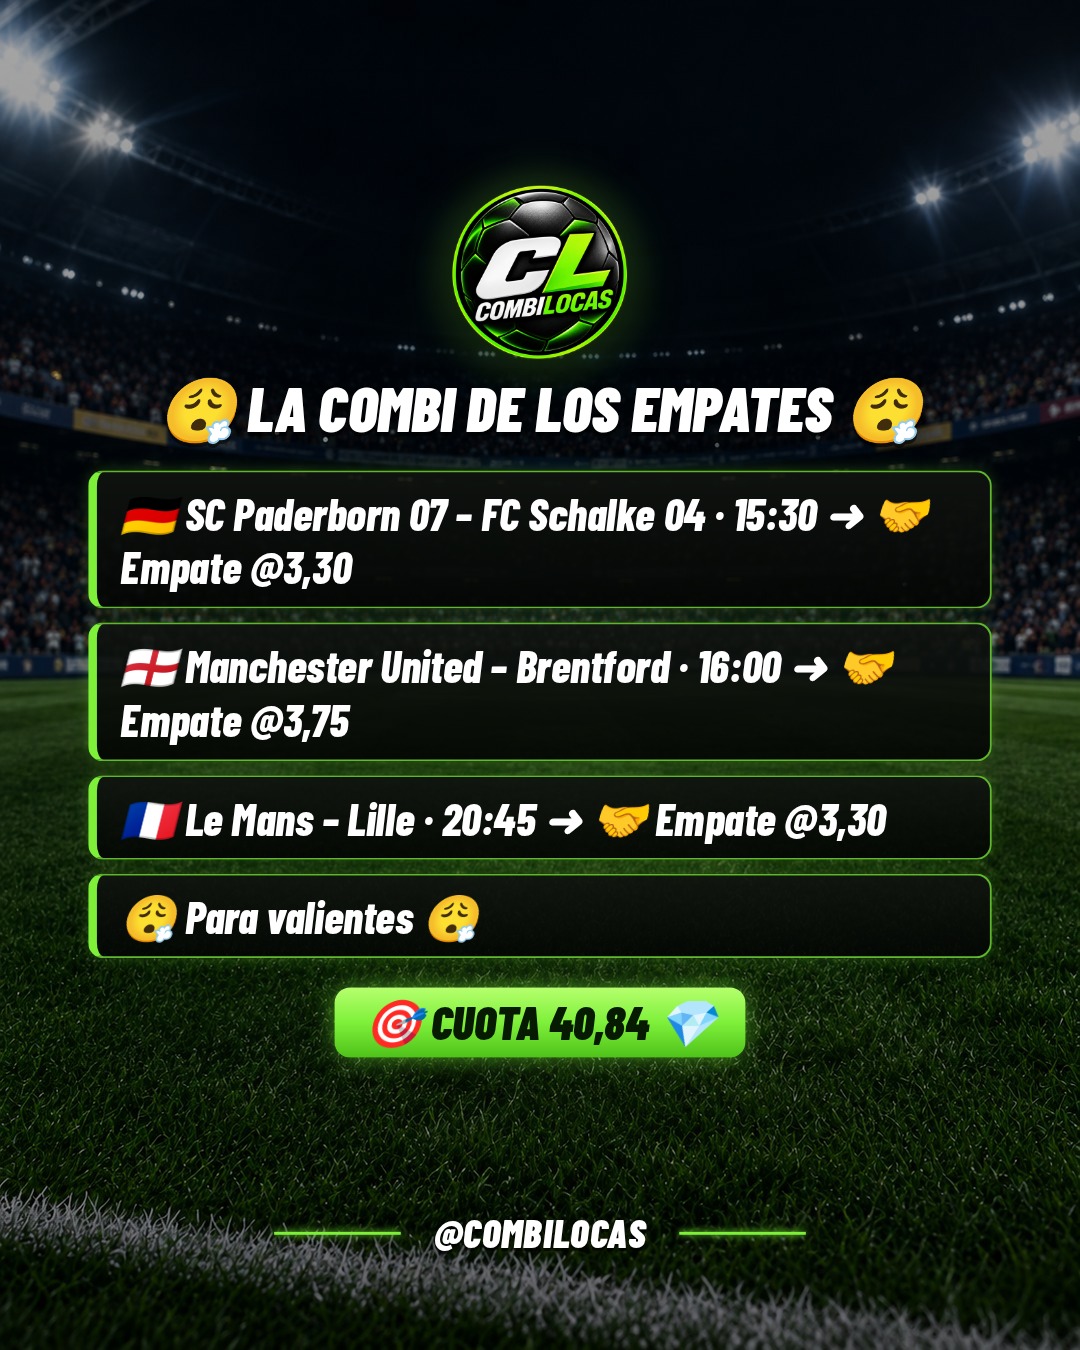 CL
COMBILOCAS
😮‍💨 LA COMBI DE LOS EMPATES 😮‍💨
🇩🇪 SC Paderborn 07 – FC Schalke 04 · 15:30 ➜ 🤝
Empate @3,30
🏴󠁧󠁢󠁥󠁮󠁧󠁿 Manchester United – Brentford · 16:00 ➜ 🤝
Empate @3,75
🇫🇷 Le Mans – Lille · 20:45 ➜ 🤝 Empate @3,30
😮‍💨 Para valientes 😮‍💨
🎯 CUOTA 40,84 💎
@COMBILOCAS